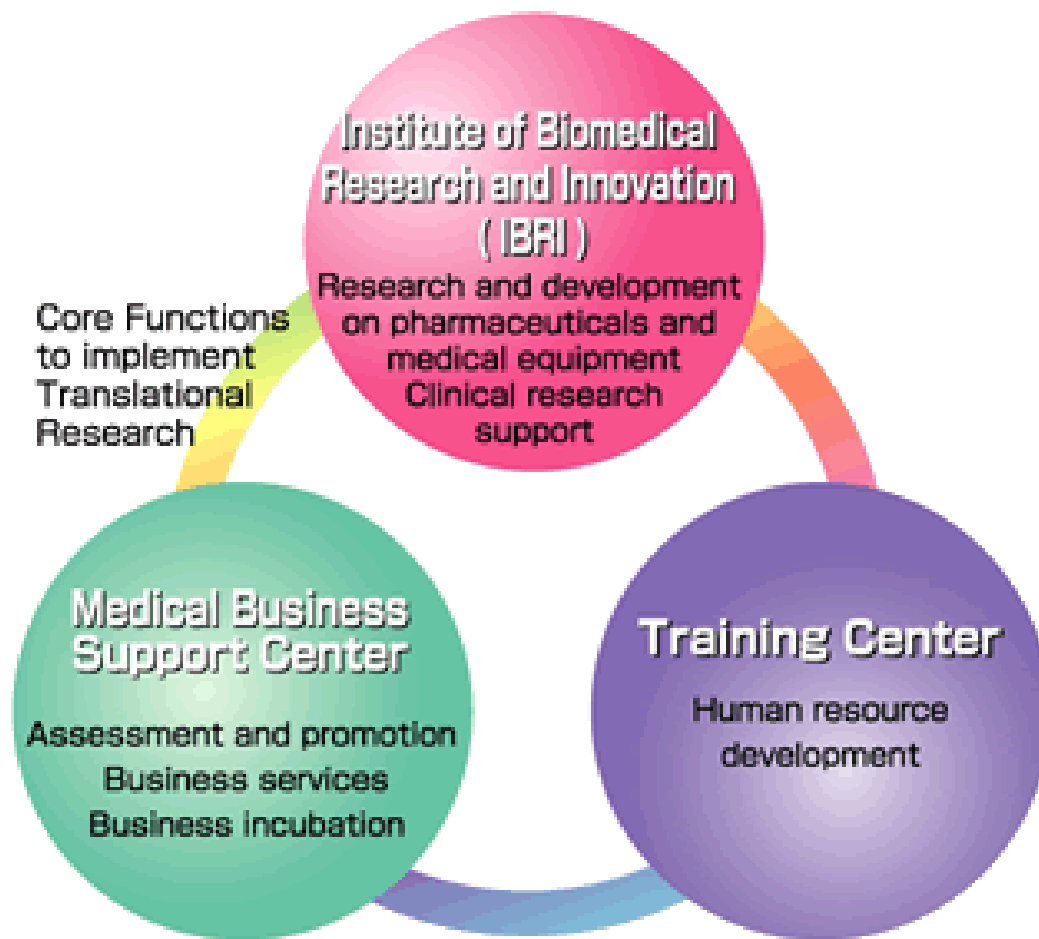 Institute of Biomedical
Research and Innovation
( IBRI )
Research and development
on pharmaceuticals and
medical equipment
Clinical research
support
Core Functions
to implement
Translational
Research
Medical Business
Support Center
Assessment and promotion
Business services
Business incubation
Training Center
Human resource
development